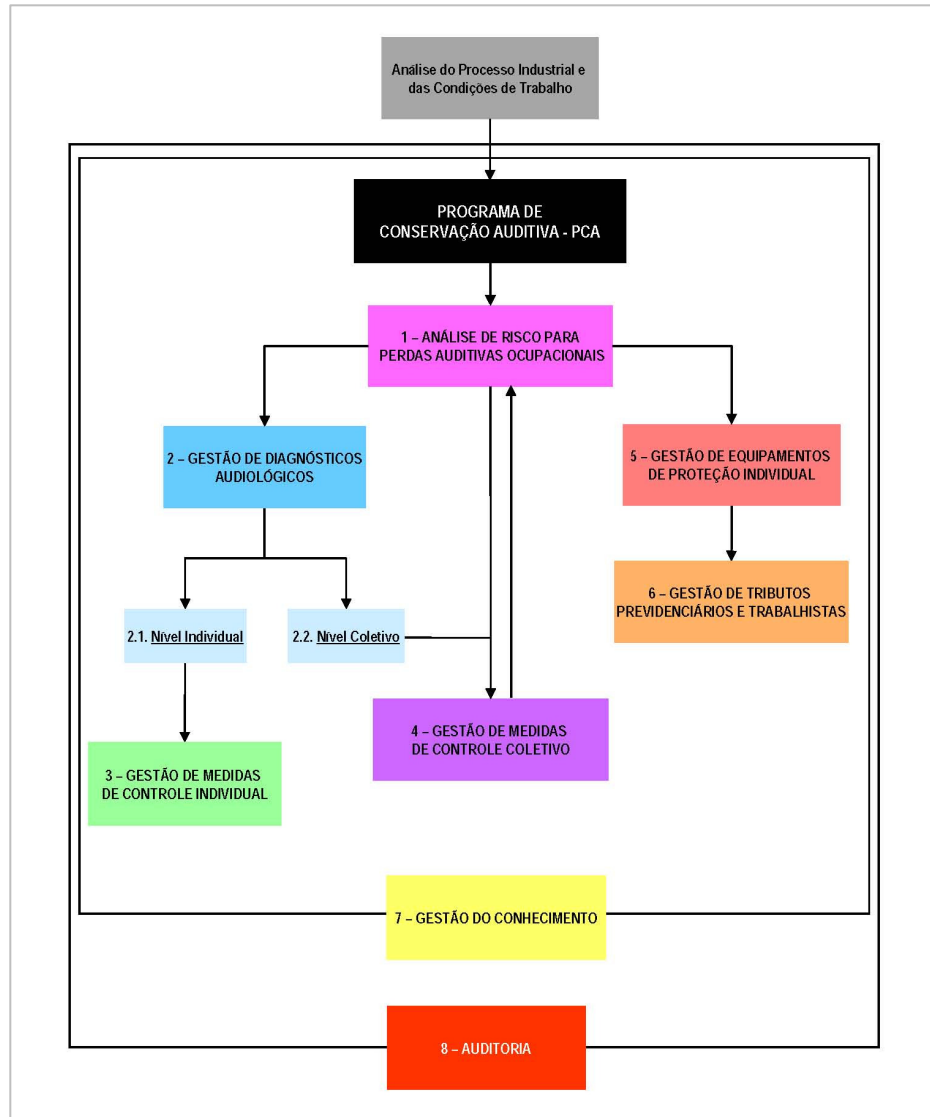 Análise do Processo Industrial e
das Condições de Trabalho
PROGRAMA DE
CONSERVAÇÃO AUDITIVA - PCA
1 – ANÁLISE DE RISCO PARA
PERDAS AUDITIVAS OCUPACIONAIS
2 – GESTÃO DE DIAGNÓSTICOS
AUDIOLÓGICOS
5 – GESTÃO DE EQUIPAMENTOS
DE PROTEÇÃO INDIVIDUAL
6 – GESTÃO DE TRIBUTOS
PREVIDENCIÁRIOS E TRABALHISTAS
2.1. Nível Individual
2.2. Nível Coletivo
4 – GESTÃO DE MEDIDAS
DE CONTROLE COLETIVO
3 – GESTÃO DE MEDIDAS
DE CONTROLE INDIVIDUAL
7 – GESTÃO DO CONHECIMENTO
8 – AUDITORIA